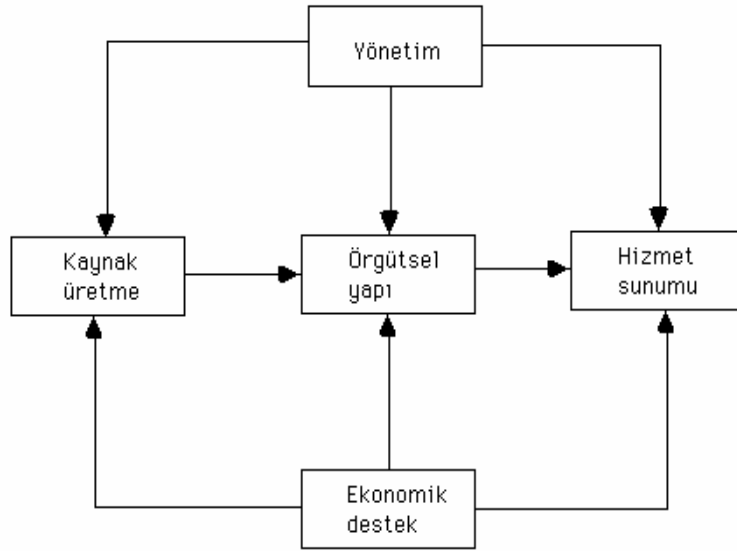 Yönetim
Kaynak
üretme
Örgütsel
yapı
Hizmet
sunumu
Ekonomik
destek